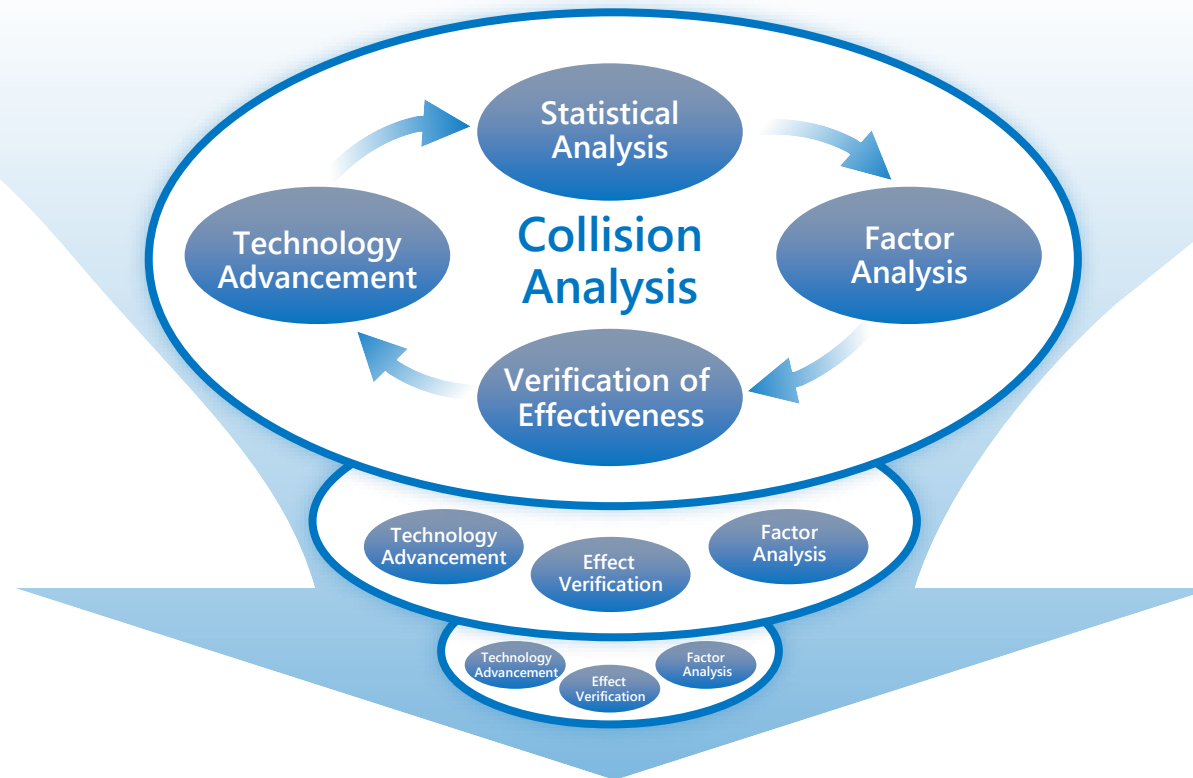 Statistical
Analysis
Technology
Advancement
Collision
Analysis
Factor
Analysis
Verification of
Effectiveness
Technology
Advancement
Effect
Verification
Factor
Analysis
Technology
Advancement
Effect
Verification
Factor
Analysis